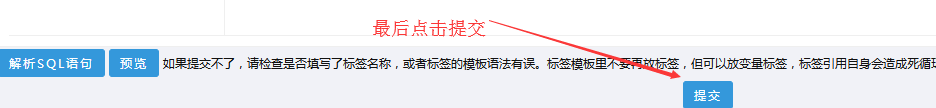 最后点击提交
解析SQL语句 预览 如果提交不了，请检查是否填写了标签名称，或者标签的模板语法有误。标签模板里不要再放标签，但可以放变量标签，标签引用自身会造成死循环
提交